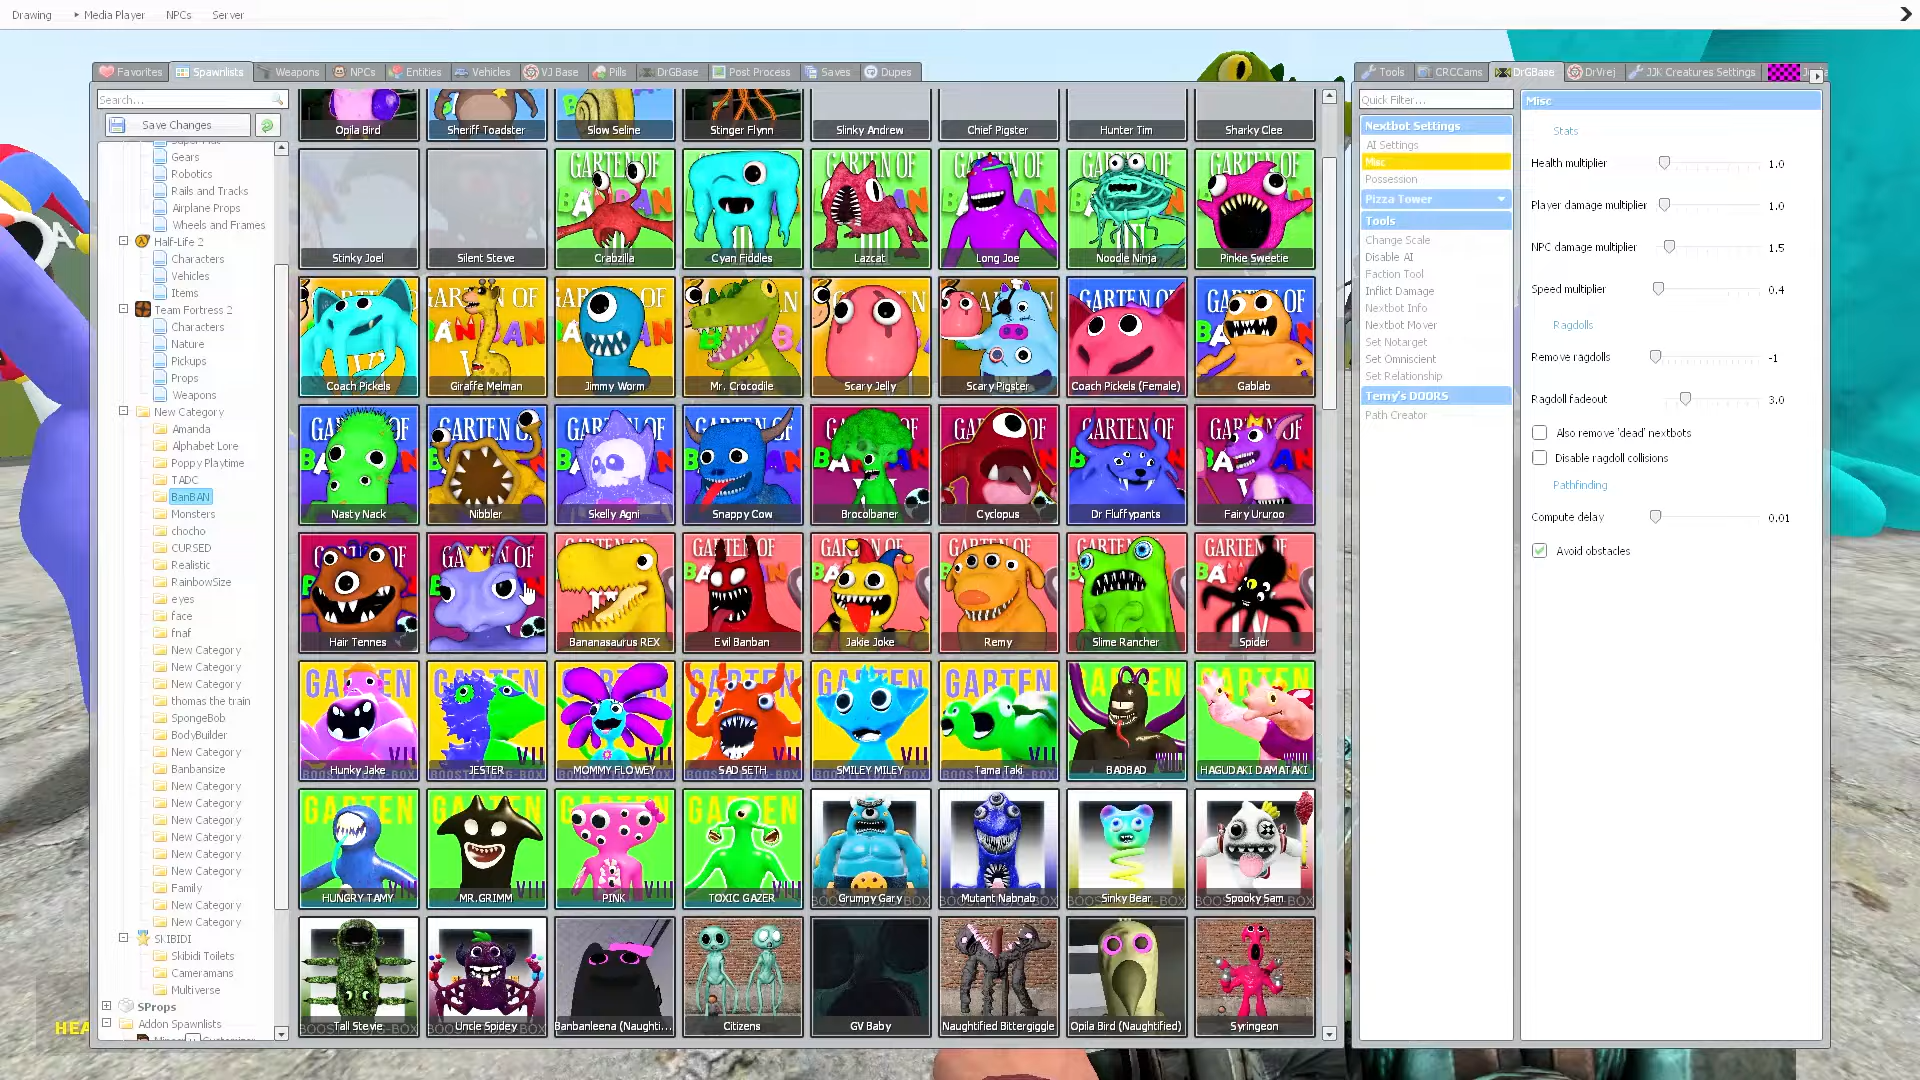 Drawing
Media Player
NPCs
Server
Favorites
Spawnlists
Weapons
NPCs
Entities
Vehicles
VJ Base
Pills
DrGBase
Post Process
Saves
Dupes
Search...
Save Changes
Gears
Robotics
Rails and Tracks
Airplane Props
Wheels and Frames
Half-Life 2
Characters
Vehicles
Items
Team Fortress 2
Characters
Nature
Pickups
Props
Weapons
New Category
Amanda
Alphabet Lore
Poppy Playtime
TADC
BanBAN
Monsters
chocho
CURSED
Realistic
RainbowSize
eyes
face
fnaf
New Category
New Category
New Category
thomas the train
SpongeBob
BodyBuilder
New Category
Banbansize
New Category
New Category
New Category
New Category
New Category
New Category
Family
New Category
New Category
SKIBIDI
Skibidi Toilets
Cameramans
Multiverse
SProps
Addon Spawnlists
Opila Bird
Sheriff Toadster
Slow Seline
Stinger Flynn
Slinky Andrew
Chief Pigster
Hunter Tim
Sharky Clee
Stinky Joel
Silent Steve
Crabzilla
Cyan Fiddles
Lazcat
Long Joe
Noodle Ninja
Pinkie Sweetie
Coach Pickels
Giraffe Melman
Jimmy Worm
Mr. Crocodile
Scary Jelly
Scary Pigster
Coach Pickels (Female)
Gablab
Nasty Nack
Nibbler
Skelly Agni
Snappy Cow
Brocolbaner
Cyclopus
Dr Fluffypants
Fairy Ururoo
Hair Tennes
Bananasaurus REX
Evil Banban
Jakie Joke
Remy
Slime Rancher
Spider
Hunky Jake
JESTER
MOMMY FLOWEY
SAD SETH
SMILEY MILEY
Tama Taki
BADBAD
HAGUDAKI DAMATAKI
HUNGRY TAMY
MR.GRIMM
PINK
TOXIC GAZER
Grumpy Gary
Mutant Nabnab
Sinky Bear
Spooky Sam
Tall Stevie
Uncle Spidey
Banbanleena (Naughti...
Citizens
GV Baby
Naughtified Bittergiggle
Opila Bird (Naughtified)
Syringeon
Tools
CRCCams
DrGBase
DrVrej
JJK Creatures Settings
Quick Filter...
Nextbot Settings
AI Settings
Misc
Possession
Pizza Tower
Tools
Change Scale
Disable AI
Faction Tool
Inflict Damage
Nextbot Info
Nextbot Mover
Set Notarget
Set Omniscient
Set Relationship
Temy's DOORS
Path Creator
Misc
Stats
Health multiplier 1.0
Player damage multiplier 1.0
NPC damage multiplier 1.5
Speed multiplier 0.4
Ragdolls
Remove ragdolls -1
Ragdoll fadeout 3.0
Also remove 'dead' nextbots
Disable ragdoll collisions
Pathfinding
Compute delay 0.01
Avoid obstacles
HEA